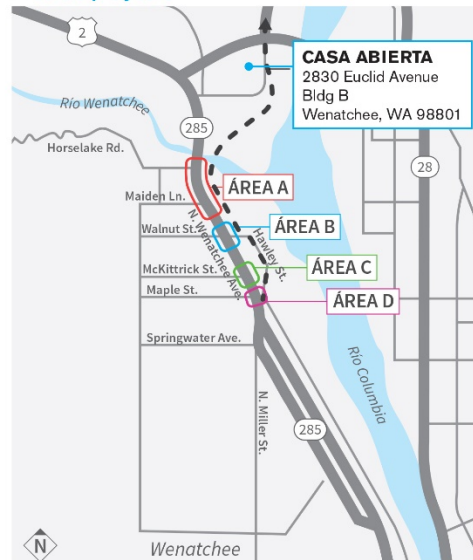 2
CASA ABIERTA
2830 Euclid Avenue
Bldg B
Wenatchee, WA 98801
Río Wenatchee
285
Horselake Rd.
28
ÁREA A
Maiden Ln.
Walnut St.
ÁREA B
N. Wenatchee Ave.
Hawley St.
McKittrick St.
ÁREA C
Maple St.
ÁREA D
Springwater Ave.
Río Columbia
N. Miller St.
285
N
Wenatchee